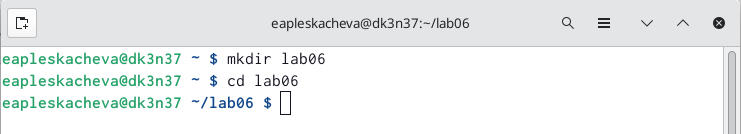 eapleskacheva@dk3n37:~/lab06
eapleskacheva@dk3n37 ~ $ mkdir lab06
eapleskacheva@dk3n37 ~ $ cd lab06
eapleskacheva@dk3n37 ~/lab06 $